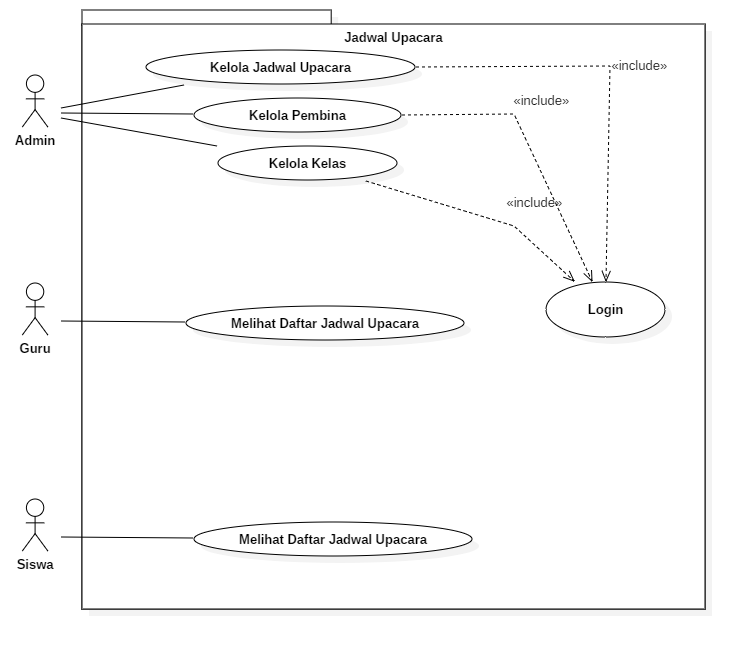 Jadwal Upacara
Kelola Jadwal Upacara
«include»
Kelola Pembina
«include»
Admin
Kelola Kelas
«include»
Login
Melihat Daftar Jadwal Upacara
Guru
Melihat Daftar Jadwal Upacara
Siswa